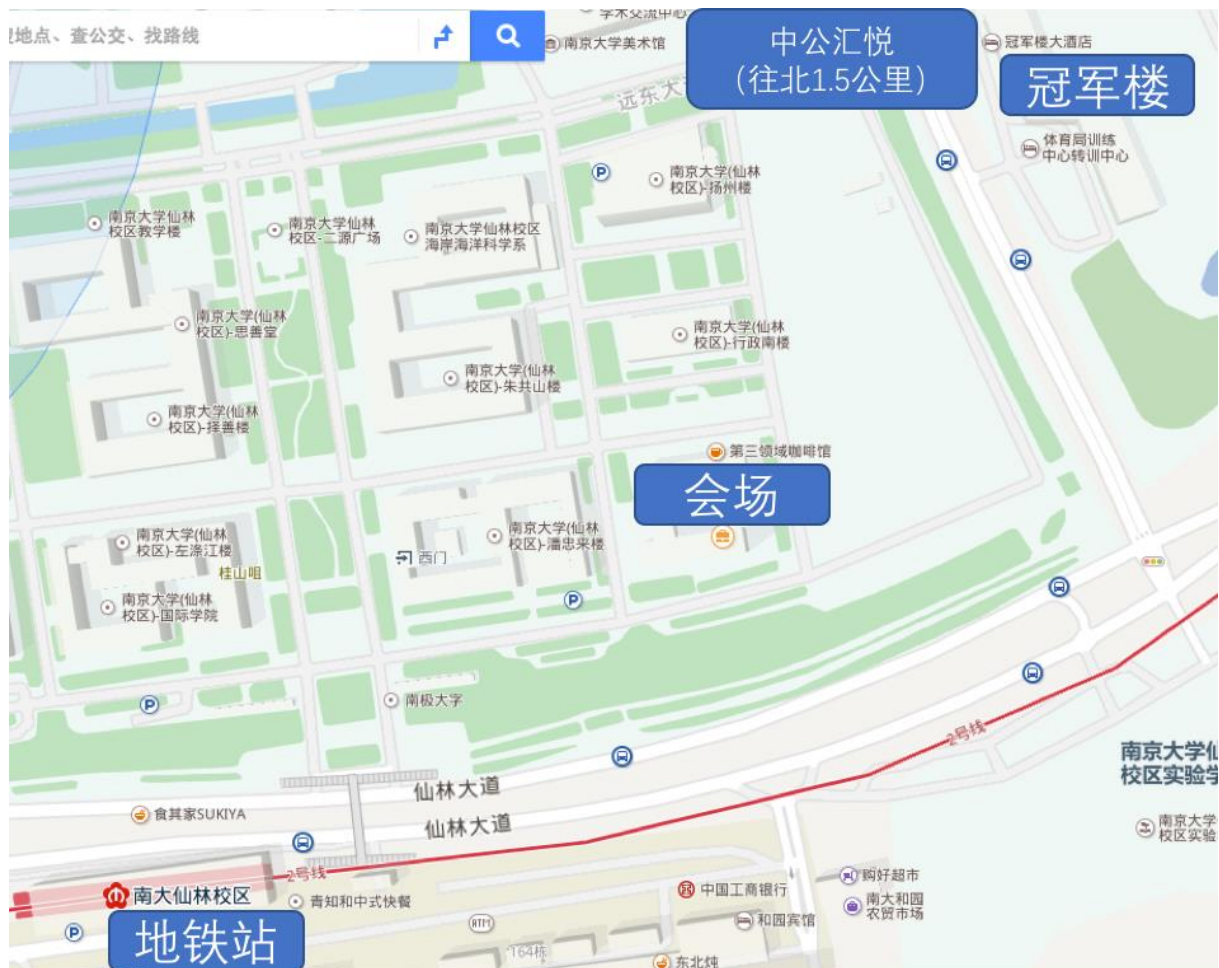 地点、查公交、找路线
学术交流中心
南京大学美术馆
中公汇悦
（往北1.5公里）
冠军楼大酒店
冠军楼
远东大
体育局训练
中心转训中心
南京大学(仙林
校区)-扬州楼
南京大学仙林
校区教学楼
南京大学仙林
校区-二源广场
南京大学仙林校区
海岸海洋科学系
南京大学(仙林
校区)-思善堂
南京大学(仙林
校区)-行政南楼
南京大学(仙林
校区)-朱共山楼
南京大学(仙林
校区)-择善楼
第三领域咖啡馆
会场
南京大学(仙林
校区)-左涤江楼
桂山咀
西门
南京大学(仙林
校区)-潘忠来楼
南京大学(仙林
校区)-国际学院
P
P
P
南极大字
2号线
南京大学仙
校区实验学
仙林大道
仙林大道
食其家SUKIYA
南京大学
校区实验
2号线
南大仙林校区
青知和中式快餐
中国工商银行
购好超市
南大和园
农贸市场
和园宾馆
ATM
P
地铁站
164栋
东北炖